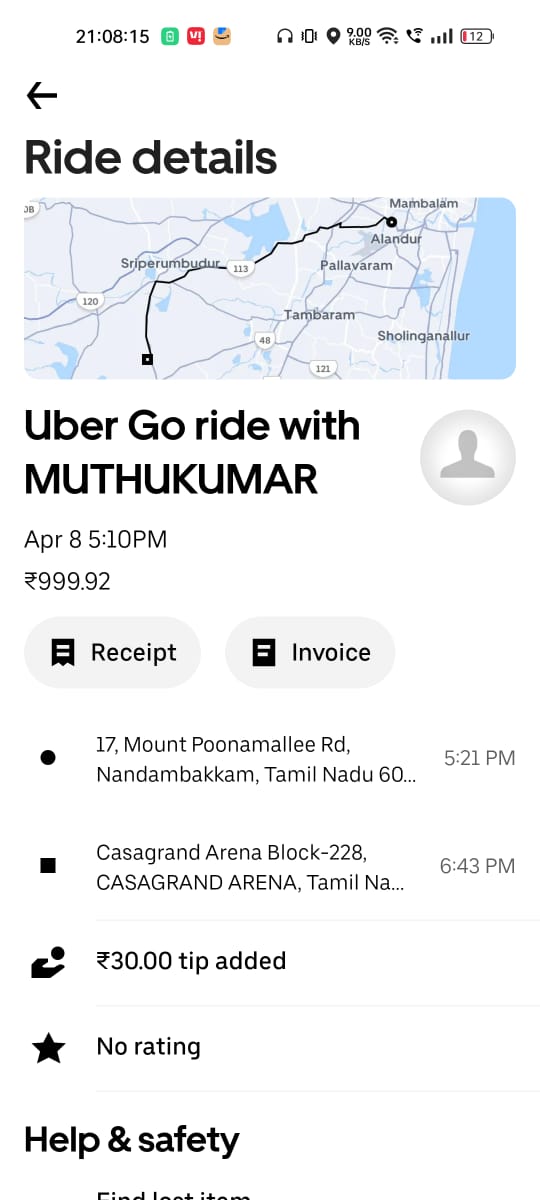 21:08:15
9.00
KB/S
12
Ride details
Mambalam
Alandur
Sriperumbudur
113
Pallavaram
120
Tambaram
48
Sholinganallur
121
Uber Go ride with
MUTHUKUMAR
Apr 8 5:10PM
₹999.92
Receipt
Invoice
17, Mount Poonamallee Rd,
Nandambakkam, Tamil Nadu 60...
5:21 PM
Casagrand Arena Block-228,
CASAGRAND ARENA, Tamil Na...
6:43 PM
₹30.00 tip added
No rating
Help & safety
Find lost item